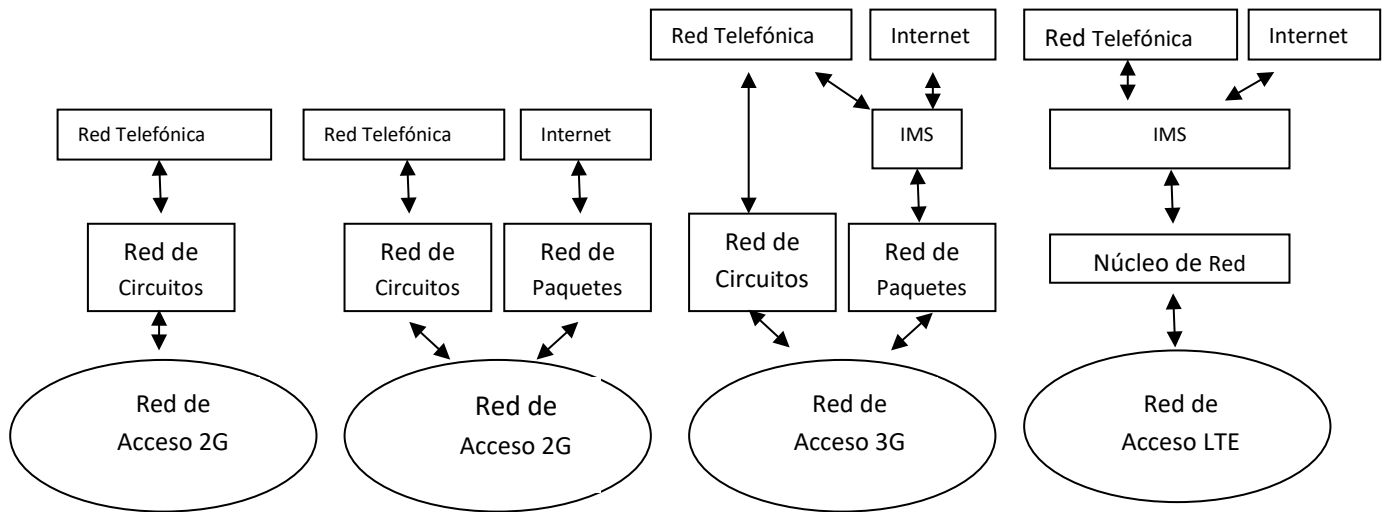 Red Telefónica
Red de
Circuitos
Red de
Acceso 2G
Red Telefónica
Internet
Red de
Circuitos
Red de
Paquetes
Red de
Acceso 2G
Red Telefónica
Internet
IMS
Red de
Circuitos
Red de
Paquetes
Red de
Acceso 3G
Red Telefónica
Internet
IMS
Núcleo de Red
Red de
Acceso LTE